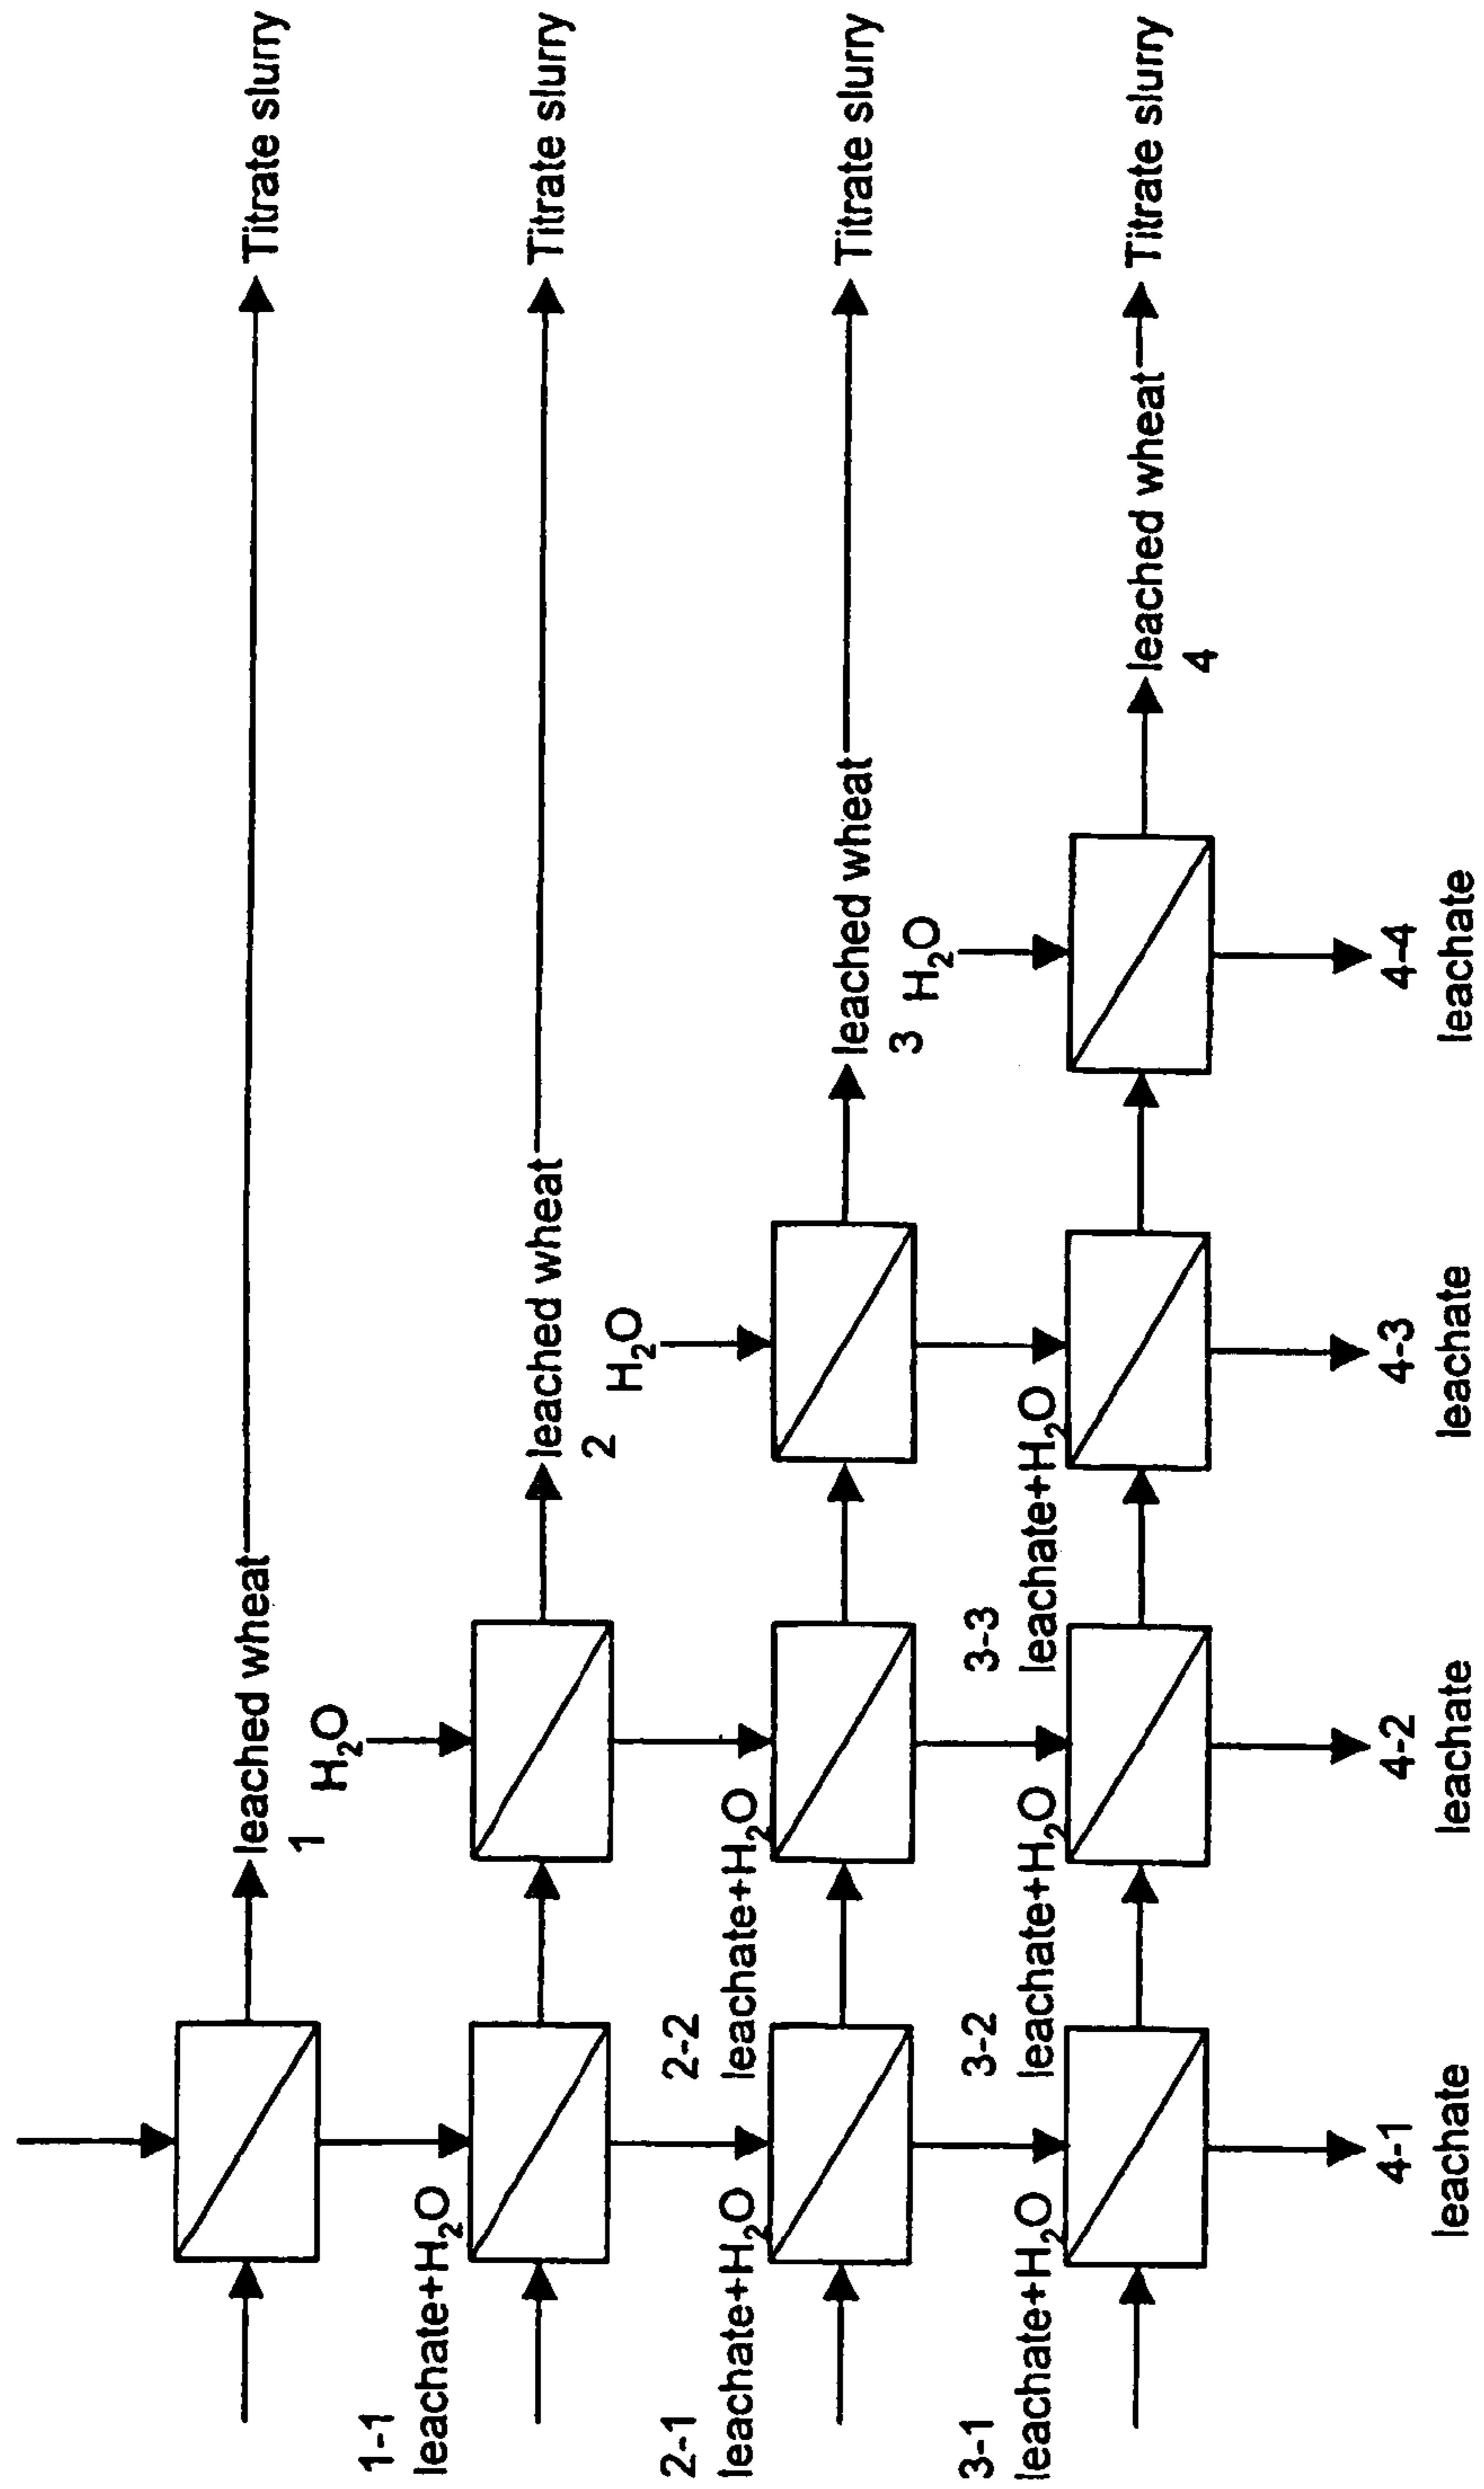 leached wheat
1
Titrate slurry
1-1
leachate+H₂O
H₂O
leached wheat
2
Titrate slurry
2-1
leachate+H₂O
2-2
leachate+H₂O
H₂O
leached wheat
3
Titrate slurry
3-1
leachate+H₂O
3-2
leachate+H₂O
3-3
leachate+H₂O
H₂O
leached wheat
4
Titrate slurry
4-1
leachate
4-2
leachate
4-3
leachate
4-4
leachate